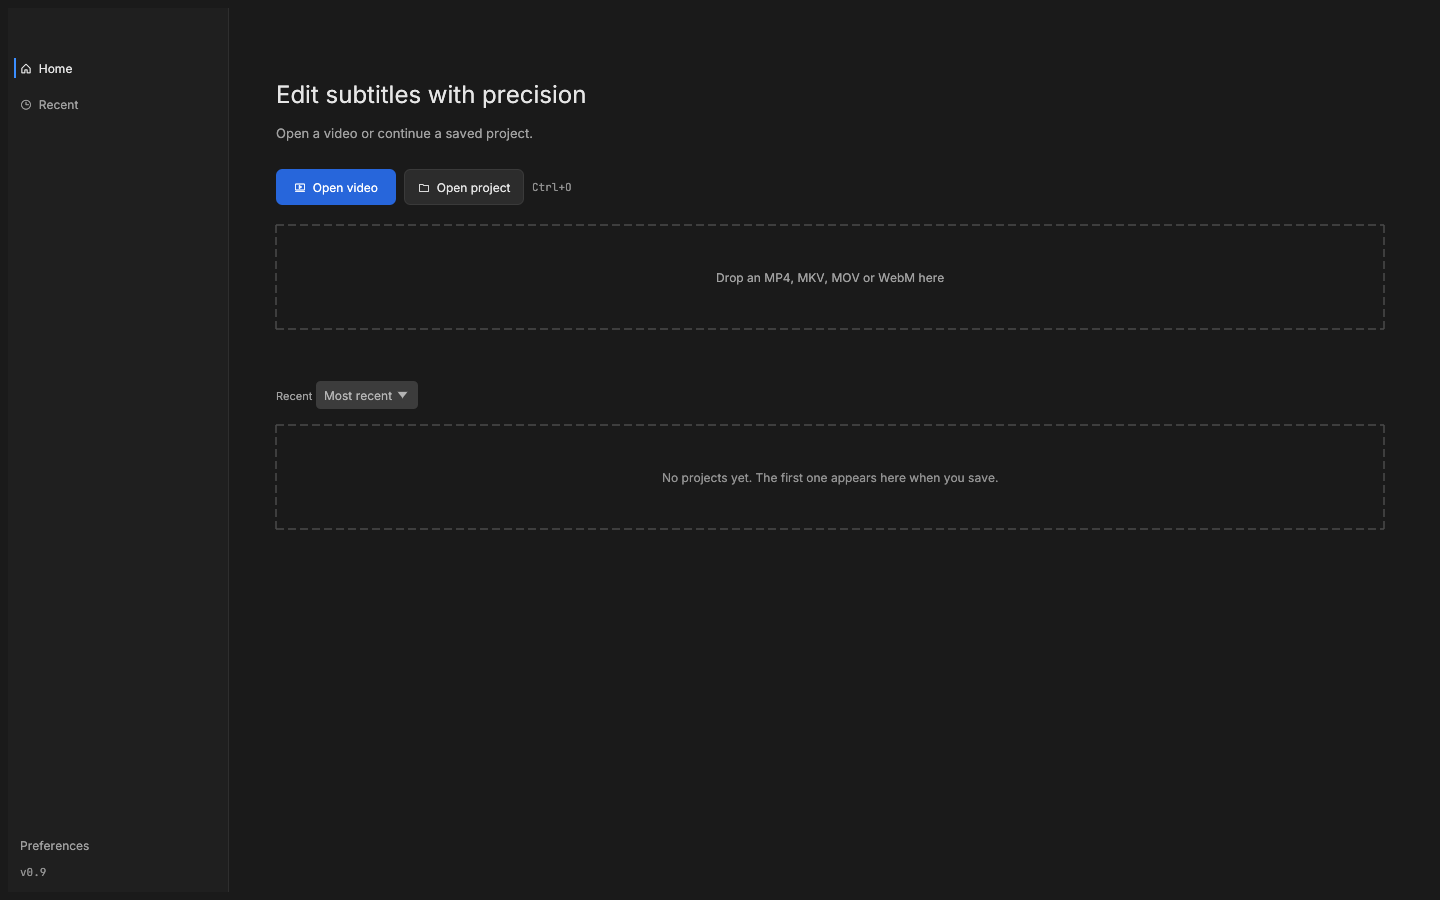 Home
Recent
Edit subtitles with precision
Open a video or continue a saved project.
Open video
Open project
Ctrl+O
Drop an MP4, MKV, MOV or WebM here
Recent
Most recent
No projects yet. The first one appears here when you save.
Preferences
v0.9